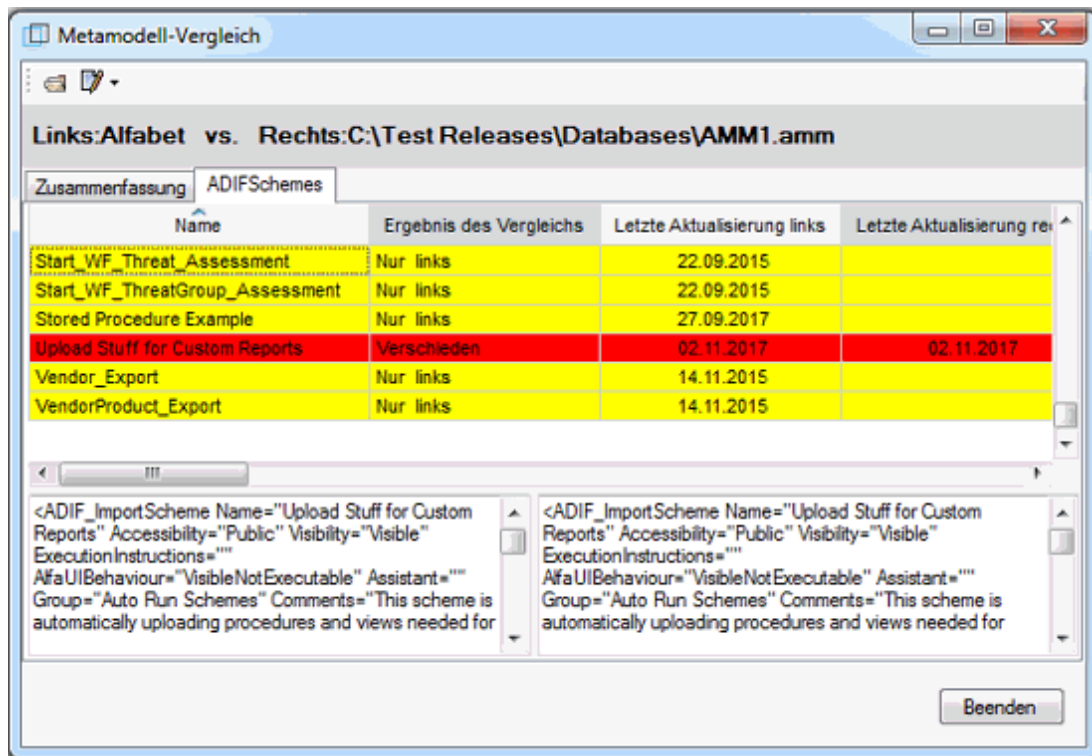 Metamodell-Vergleich
Links:Alfabet vs. Rechts:C:\Test Releases\Databases\AMM1.amm
Zusammenfassung ADIFSchemes
Name Ergebnis des Vergleichs Letzte Aktualisierung links Letzte Aktualisierung re
Start_WF_Threat_Assessment Nur links 22.09.2015
Start_WF_ThreatGroup_Assessment Nur links 22.09.2015
Stored Procedure Example Nur links 27.09.2017
Upload Stuff for Custom Reports Verschieden 02.11.2017 02.11.2017
Vendor_Export Nur links 14.11.2015
VendorProduct_Export Nur links 14.11.2015
<ADIF_ImportScheme Name="Upload Stuff for Custom
Reports" Accessibility="Public" Visibility="Visible"
ExecutionInstructions=""
AlfaUIBehaviour="VisibleNotExecutable" Assistant=""
Group="Auto Run Schemes" Comments="This scheme is
automatically uploading procedures and views needed for
<ADIF_ImportScheme Name="Upload Stuff for Custom
Reports" Accessibility="Public" Visibility="Visible"
ExecutionInstructions=""
AlfaUIBehaviour="VisibleNotExecutable" Assistant=""
Group="Auto Run Schemes" Comments="This scheme is
automatically uploading procedures and views needed for
Beenden